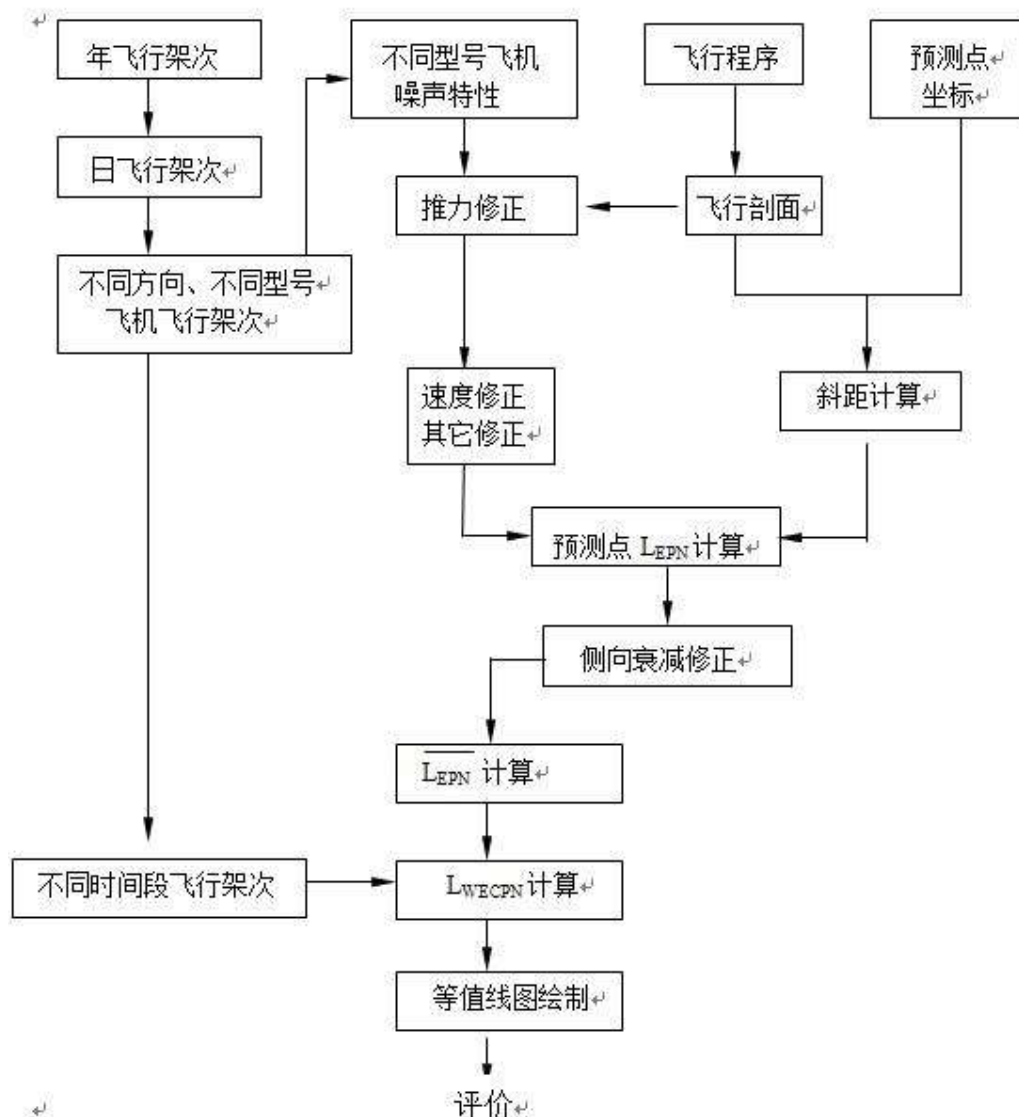 年飞行架次
不同型号飞机
噪声特性
飞行程序
预测点
坐标
日飞行架次
推力修正
飞行剖面
不同方向、不同型号
飞机飞行架次
速度修正
其它修正
斜距计算
预测点 LEPN 计算
侧向衰减修正
LEPN 计算
不同时间段飞行架次
LWECPN 计算
等值线图绘制
评价